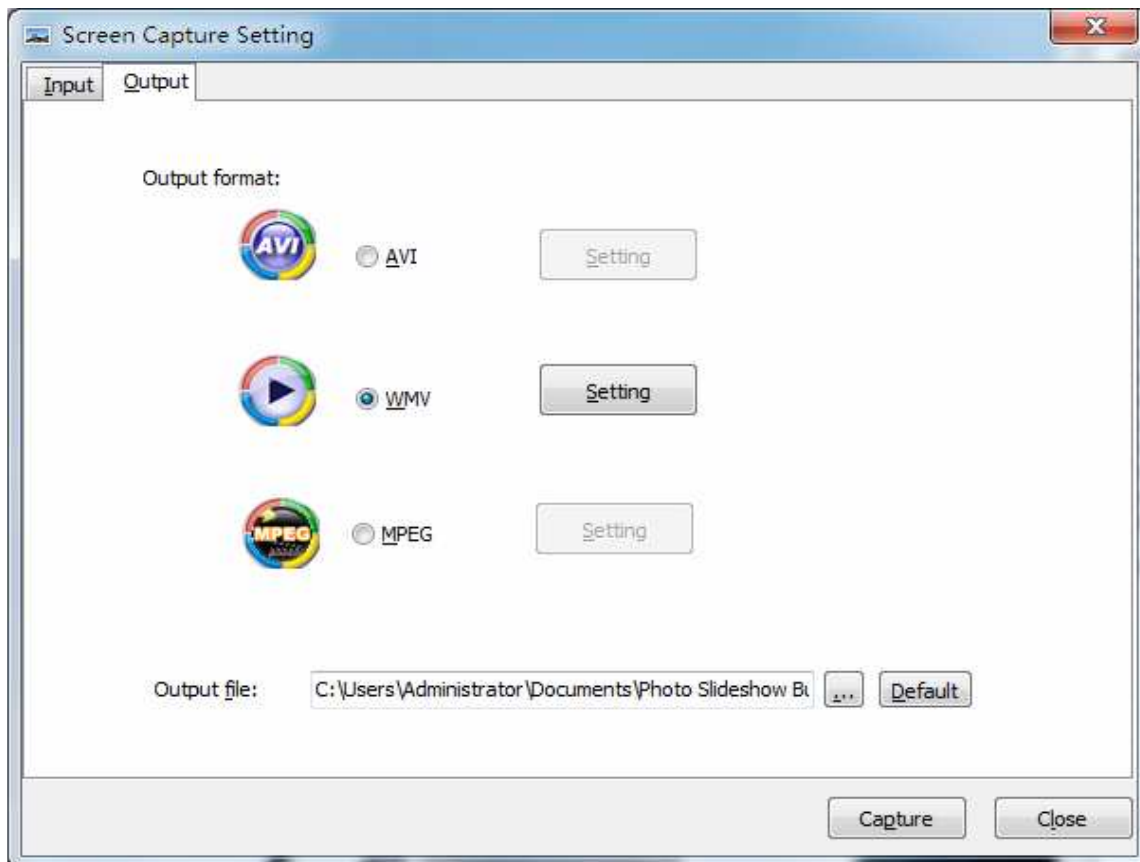 Screen Capture Setting
Input Output
Output format:
AVI AVI Setting
WMV Setting
MPEG MPEG Setting
Output file: C:\Users\Administrator\Documents\Photo Slideshow ... Default
Capture Close